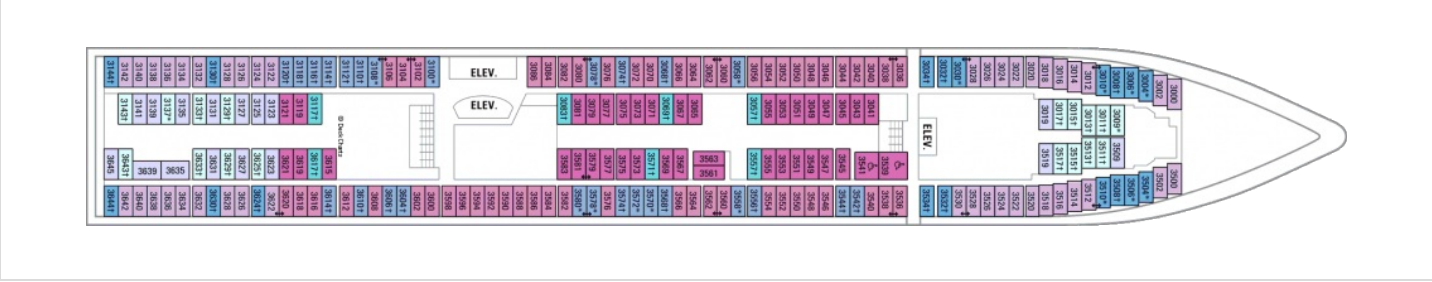 3144† 3142 3140 3138 3136 3134 3132 3130† 3128 3126 3124 3122 3120† 3118† 3116† 3114† 3112† 3110† 3108* 3106 3104 3102 3100*
ELEV.
3086 3084 3082 3080 3078* 3076 3074† 3072 3070 3068† 3066 3064 3062 3060 3058* 3056 3054 3052 3050 3048 3046 3044 3042 3040 3038 3036
3034† 3032† 3030* 3028 3026 3024 3022 3020 3018 3016 3014 3012 3010* 3008† 3006* 3004* 3002 3000
3143† 3141 3139 3137* 3135 3133† 3131 3129† 3127 3125 3123 3121 3119 3117†
ELEV.
3083† 3081 3079 3077 3075 3073 3071 3069† 3067 3065
3057† 3055 3053 3051 3049 3047 3045 3043 3041
3019 3017† 3015† 3013† 3011† 3009*
© Deck Chartz
ELEV.
3645 3643† 3639 3635 3633† 3631 3629† 3627 3625† 3623 3621 3619 3617† 3615
3583 3581 3579 3577 3575 3573 3571† 3569 3567
3563
3561
3557† 3555 3553 3551 3549 3547 3545 3541 3539
3519 3517† 3515† 3513† 3511† 3509
3644† 3642 3640 3638 3636 3634 3632 3630† 3628 3626 3624† 3622 3620 3618 3616 3614† 3612 3610† 3608 3606† 3604† 3602 3600 3598 3596 3594 3592 3590 3588 3586 3584 3582 3580* 3578* 3576 3574† 3572* 3570* 3568† 3566 3564 3562 3560 3558* 3556† 3554 3552 3550 3548 3546 3544† 3542† 3540 3538 3536
3534† 3532† 3530 3528 3526 3524 3522 3520 3518 3516 3514 3512 3510* 3508† 3506* 3504* 3502 3500